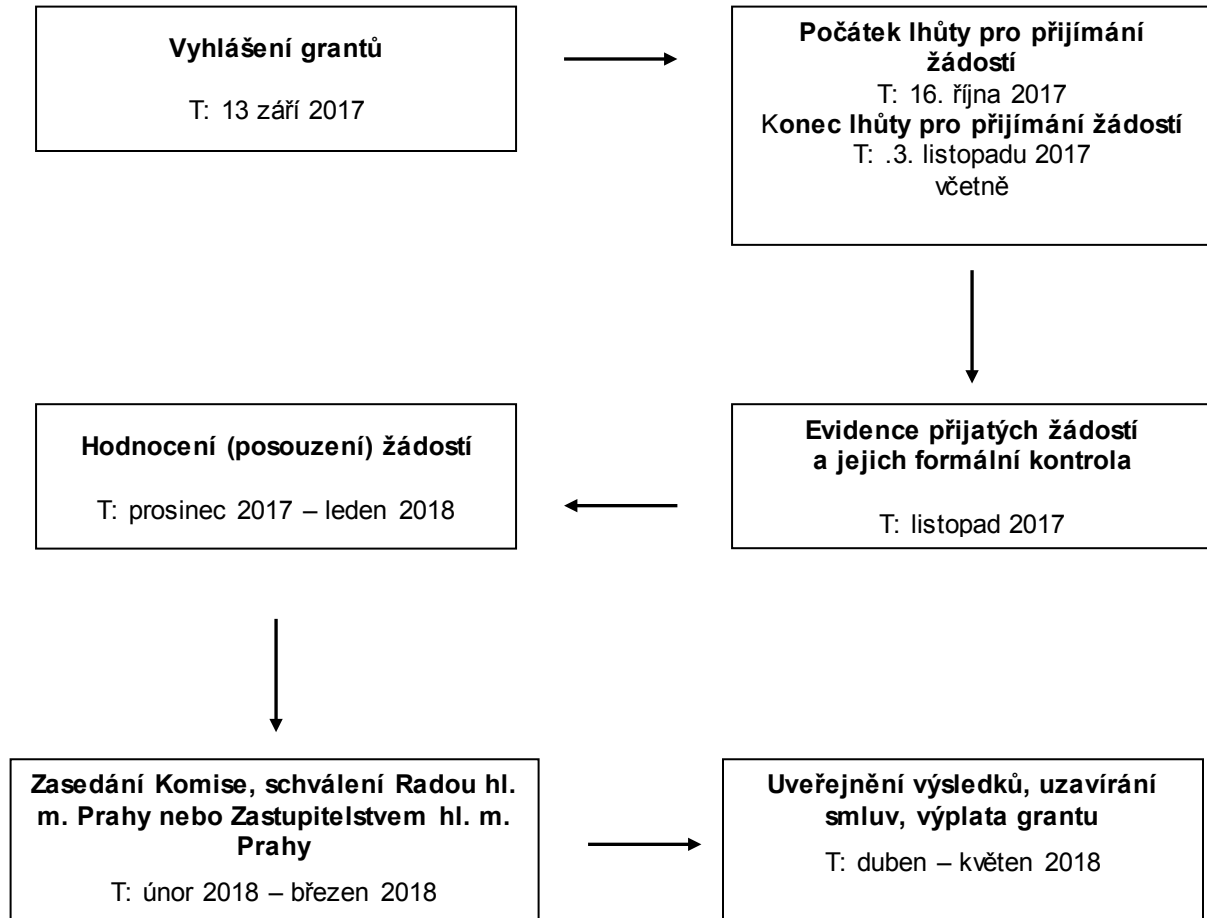 Vyhlášení grantů
T: 13 září 2017
Počátek lhůty pro přijímání
žádostí
T: 16. října 2017
Konec lhůty pro přijímání žádostí
T: .3. listopadu 2017
včetně
Evidence přijatých žádostí
a jejich formální kontrola
T: listopad 2017
Hodnocení (posouzení) žádostí
T: prosinec 2017 – leden 2018
Zasedání Komise, schválení Radou hl.
m. Prahy nebo Zastupitelstvem hl. m.
Prahy
T: únor 2018 – březen 2018
Uveřejnění výsledků, uzavírání
smluv, výplata grantu
T: duben – květen 2018